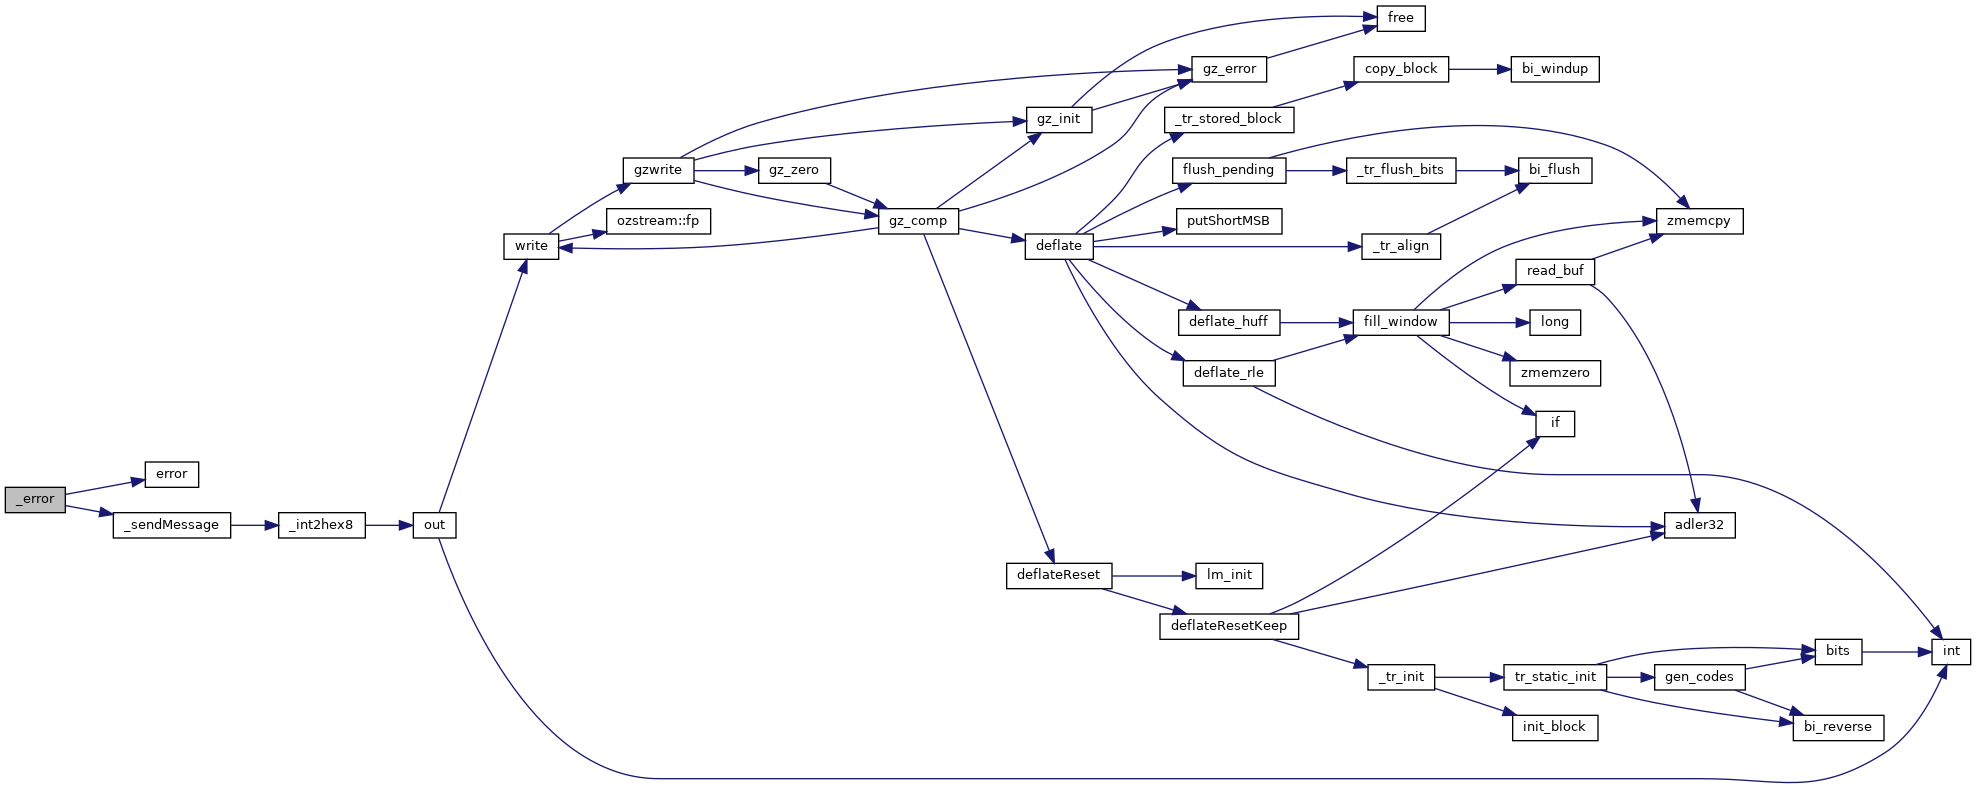 free
gz_error
copy_block
bi_windup
gz_init
_tr_stored_block
gzwrite
gz_zero
flush_pending
_tr_flush_bits
bi_flush
ozstream::fp
gz_comp
putShortMSB
zmemcpy
write
deflate
_tr_align
read_buf
deflate_huff
fill_window
long
deflate_rle
zmemzero
if
error
_error
_sendMessage
_int2hex8
out
adler32
deflateReset
lm_init
deflateResetKeep
bits
int
_tr_init
tr_static_init
gen_codes
init_block
bi_reverse